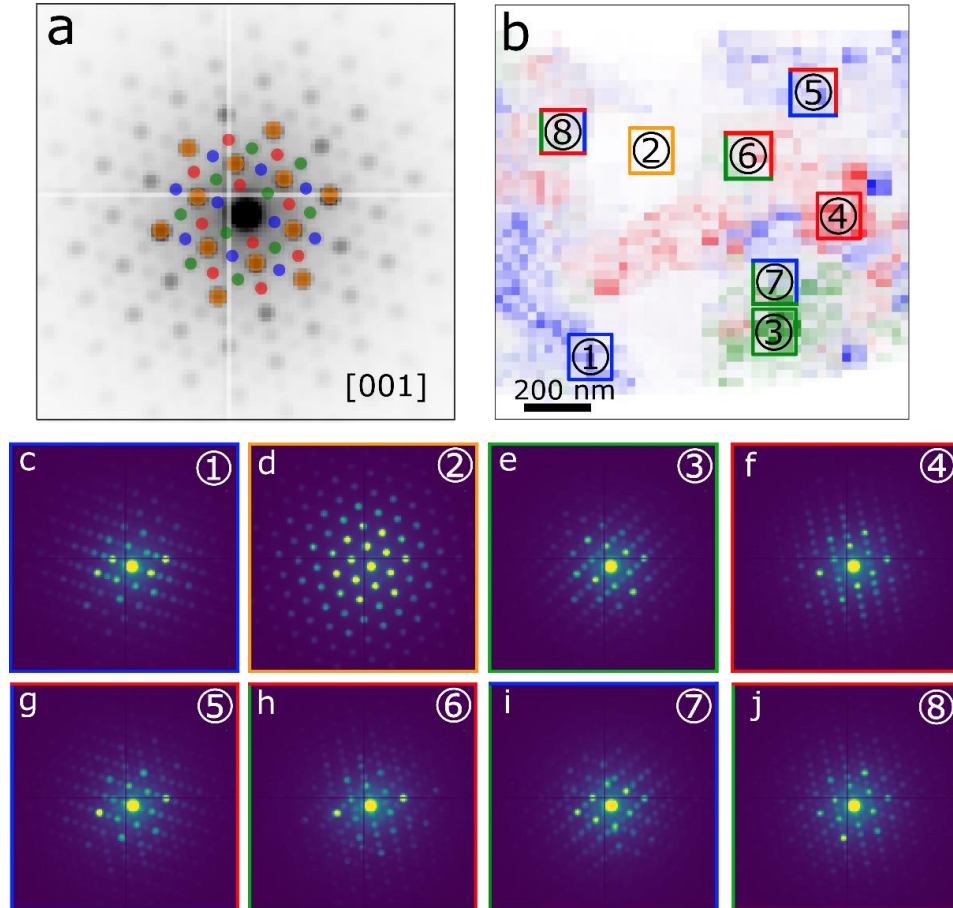 a
[001]
b
⑤
⑧
②
⑥
④
⑦
③
①
200 nm
c ①
d ②
e ③
f ④
g ⑤
h ⑥
i ⑦
j ⑧